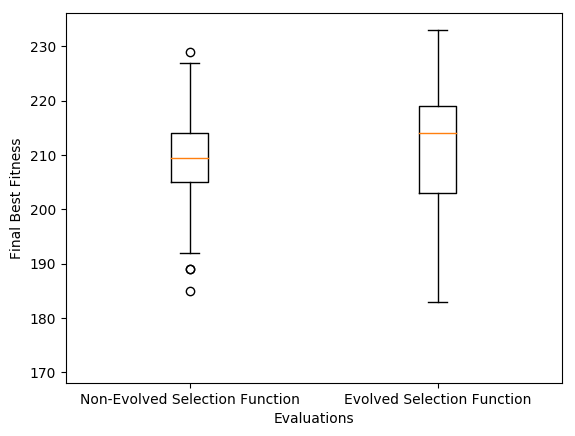 Final Best Fitness
230
220
210
200
190
180
170
Non-Evolved Selection Function
Evolved Selection Function
Evaluations